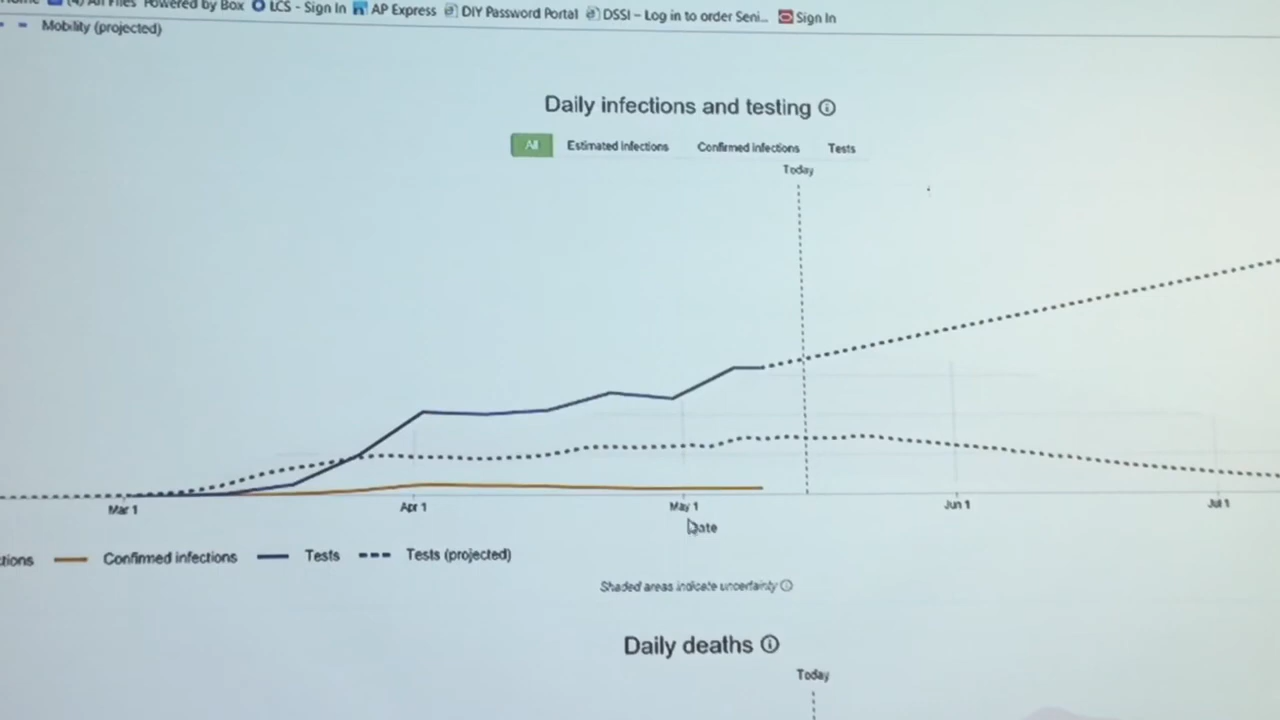 All Files Powered by Box LCS - Sign In AP Express DIY Password Portal DSSI – Log in to order Seni... Sign In
Mobility (projected)
Daily infections and testing
All Estimated infections Confirmed infections Tests
Today
Mar 1 Apr 1 May 1 Jun 1 Jul 1
Date
Confirmed infections Tests Tests (projected)
Shaded areas indicate uncertainty
Daily deaths
Today